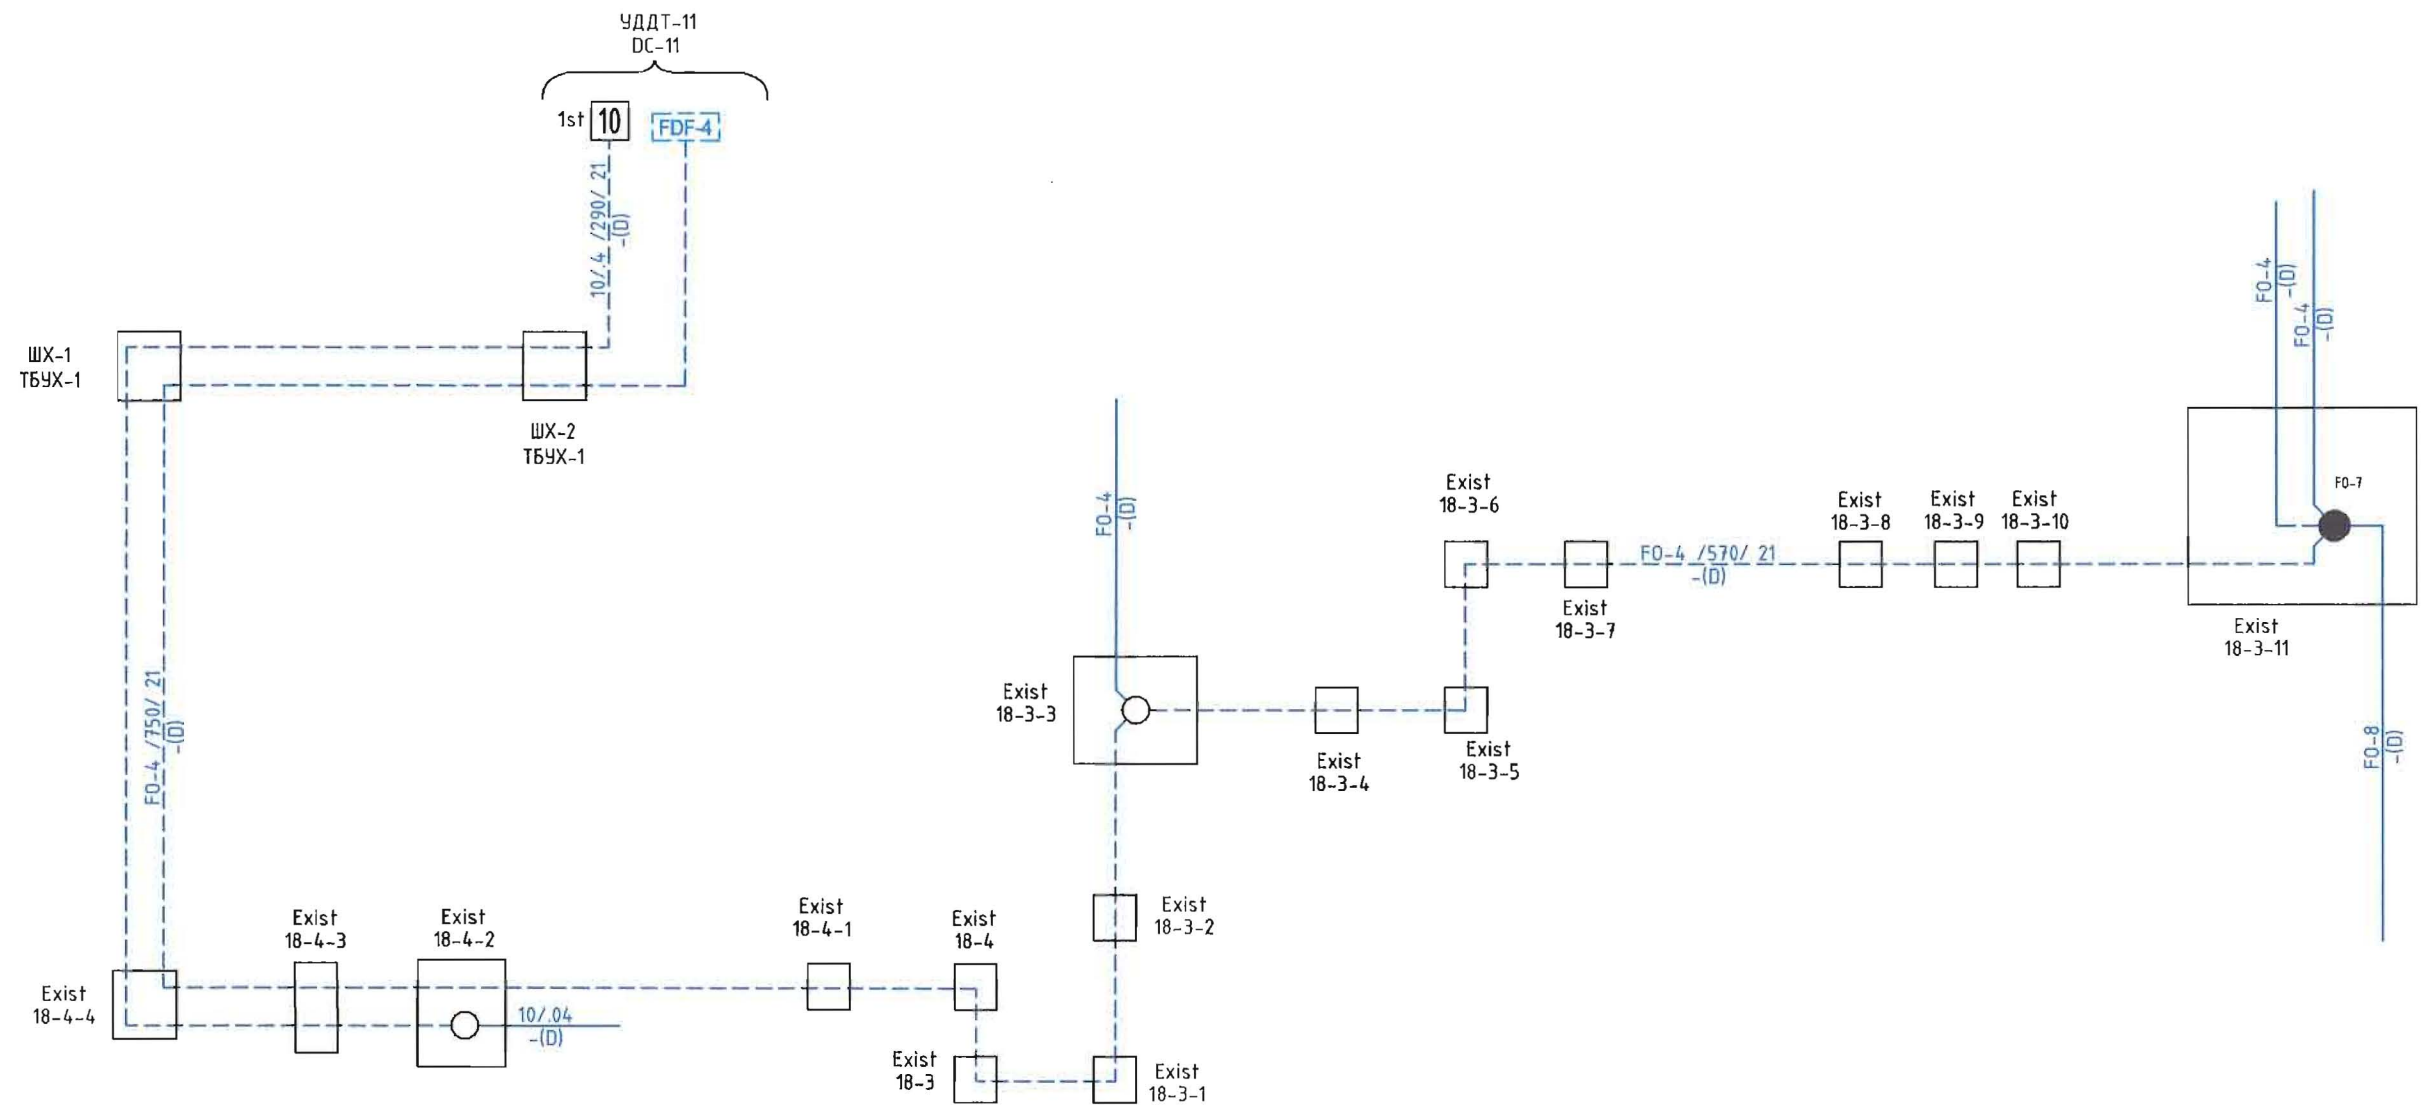 УДДТ-11
DC-11
1st 10
FDF-4
10/.4 /290/ 21
-(D)
ШХ-1
ТБУХ-1
ШХ-2
ТБУХ-1
FO-4 /750/ 21
-(D)
Exist
18-4-4
Exist
18-4-3
Exist
18-4-2
10/.04
-(D)
Exist
18-4-1
Exist
18-4
Exist
18-3
Exist
18-3-1
Exist
18-3-2
Exist
18-3-3
FO-4
-(D)
Exist
18-3-4
Exist
18-3-5
Exist
18-3-6
Exist
18-3-7
FO-4 /570/ 21
-(D)
Exist
18-3-8
Exist
18-3-9
Exist
18-3-10
FO-4
-(D)
FO-4
-(D)
FO-7
Exist
18-3-11
FO-8
-(D)